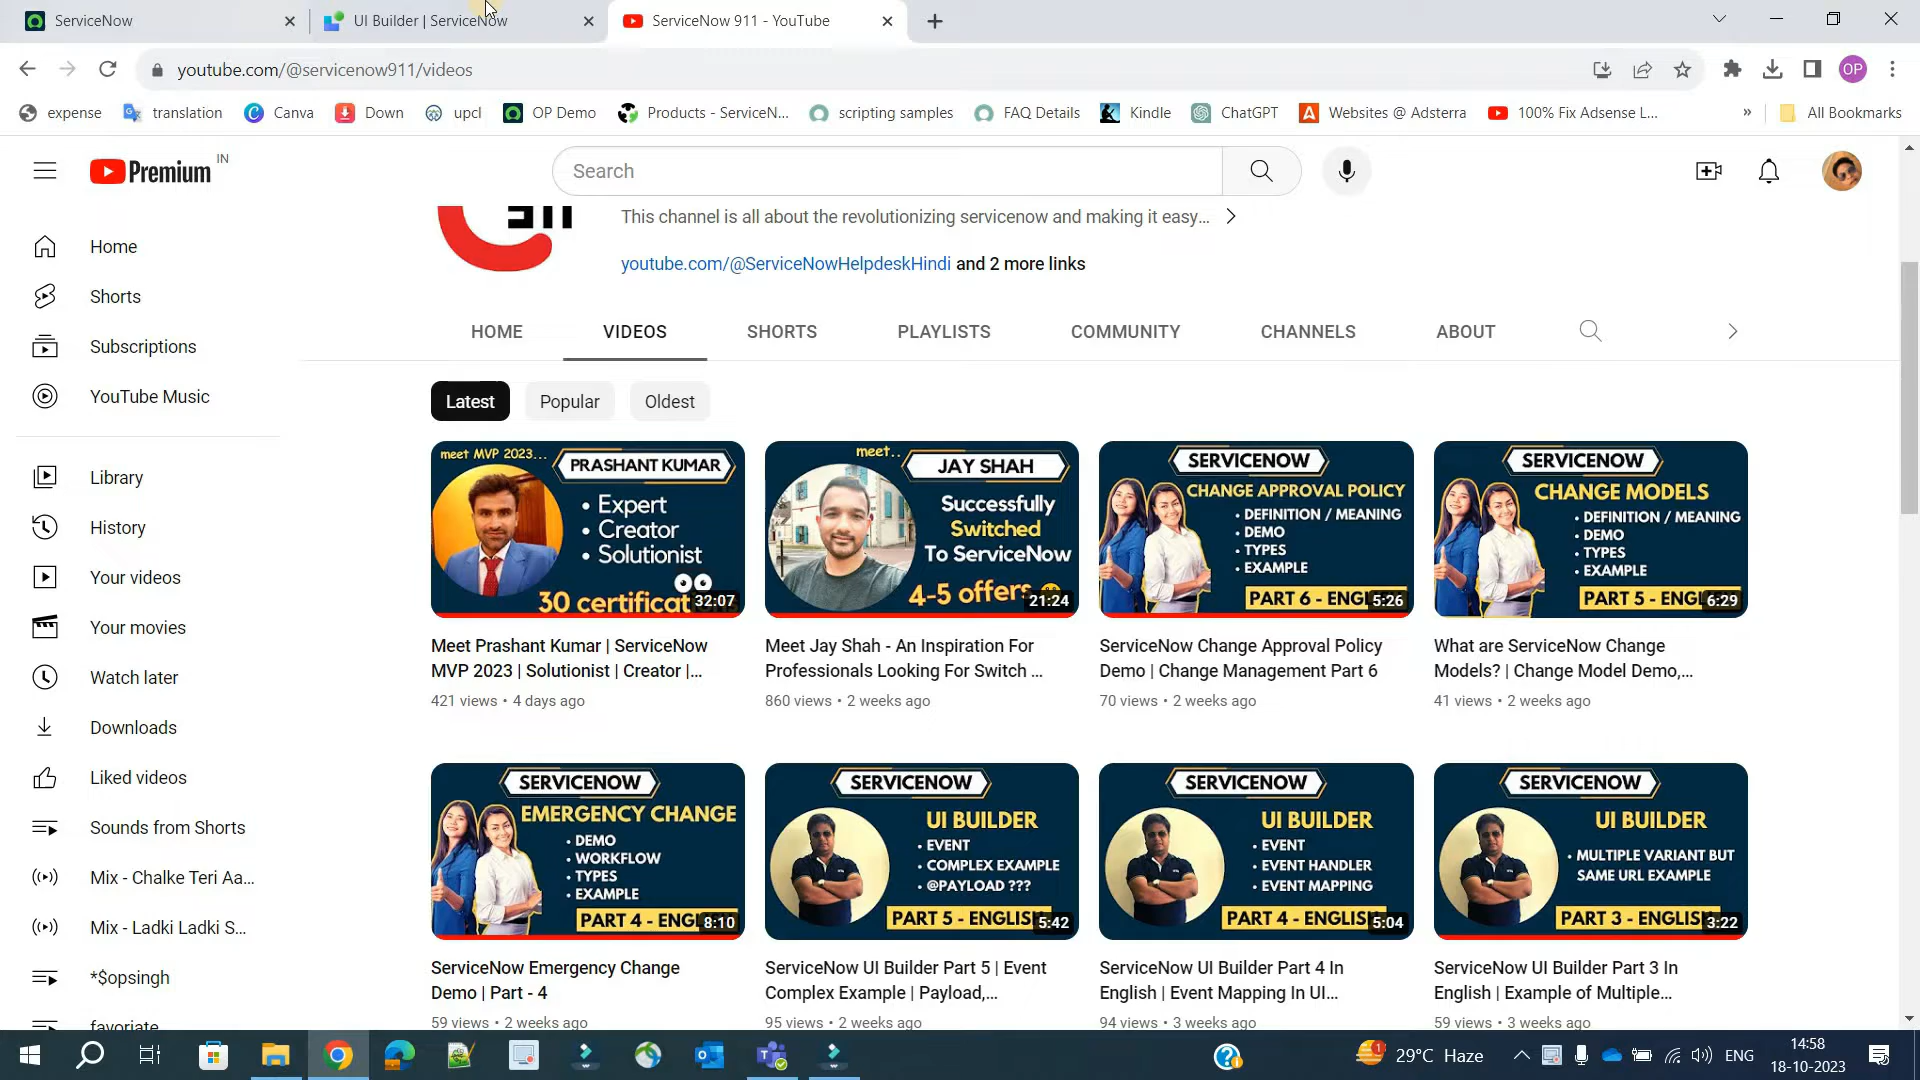 ServiceNow
UI Builder | ServiceNow
ServiceNow 911 - YouTube
youtube.com/@servicenow911/videos
OP
expense
translation
Canva
Down
upcl
OP Demo
Products - ServiceN...
scripting samples
FAQ Details
Kindle
ChatGPT
Websites @ Adsterra
100% Fix Adsense L...
»
All Bookmarks
Premium IN
Search
This channel is all about the revolutionizing servicenow and making it easy...
youtube.com/@ServiceNowHelpdeskHindi and 2 more links
HOME
VIDEOS
SHORTS
PLAYLISTS
COMMUNITY
CHANNELS
ABOUT
Latest
Popular
Oldest
Home
Shorts
Subscriptions
YouTube Music
Library
History
Your videos
Your movies
Watch later
Downloads
Liked videos
Sounds from Shorts
Mix - Chalke Teri Aa...
Mix - Ladki Ladki S...
*$opsingh
favoriate
meet MVP 2023...
PRASHANT KUMAR
• Expert
• Creator
• Solutionist
30 certificat
32:07
Meet Prashant Kumar | ServiceNow
MVP 2023 | Solutionist | Creator |...
421 views • 4 days ago
meet..
JAY SHAH
Successfully
Switched
To ServiceNow
4-5 offers
21:24
Meet Jay Shah - An Inspiration For
Professionals Looking For Switch ...
860 views • 2 weeks ago
SERVICENOW
CHANGE APPROVAL POLICY
• DEFINITION / MEANING
• DEMO
• TYPES
• EXAMPLE
PART 6 - ENGL
5:26
ServiceNow Change Approval Policy
Demo | Change Management Part 6
70 views • 2 weeks ago
SERVICENOW
CHANGE MODELS
• DEFINITION / MEANING
• DEMO
• TYPES
• EXAMPLE
PART 5 - ENGL
6:29
What are ServiceNow Change
Models? | Change Model Demo,...
41 views • 2 weeks ago
SERVICENOW
EMERGENCY CHANGE
• DEMO
• WORKFLOW
• TYPES
• EXAMPLE
PART 4 - ENGL
8:10
ServiceNow Emergency Change
Demo | Part - 4
59 views • 2 weeks ago
SERVICENOW
UI BUILDER
• EVENT
• COMPLEX EXAMPLE
• @PAYLOAD ???
PART 5 - ENGLISH
5:42
ServiceNow UI Builder Part 5 | Event
Complex Example | Payload,...
95 views • 2 weeks ago
SERVICENOW
UI BUILDER
• EVENT
• EVENT HANDLER
• EVENT MAPPING
PART 4 - ENGLISH
5:04
ServiceNow UI Builder Part 4 In
English | Event Mapping In UI...
94 views • 3 weeks ago
SERVICENOW
UI BUILDER
• MULTIPLE VARIANT BUT
SAME URL EXAMPLE
PART 3 - ENGLISH
3:22
ServiceNow UI Builder Part 3 In
English | Example of Multiple...
59 views • 3 weeks ago
1
29°C Haze
ENG
14:58
18-10-2023